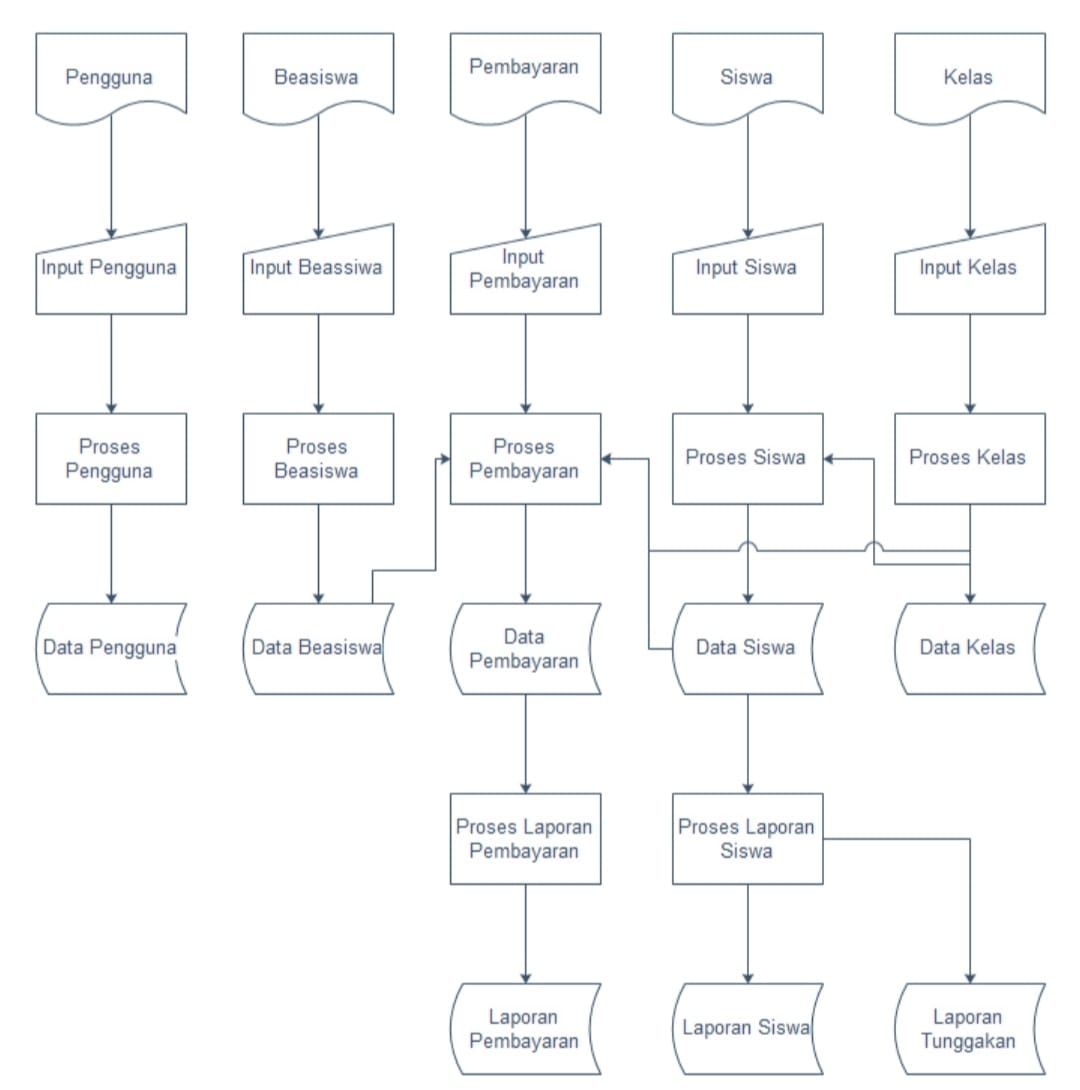 Pengguna
Beasiswa
Pembayaran
Siswa
Kelas
Input Pengguna
Input Beassiwa
Input
Pembayaran
Input Siswa
Input Kelas
Proses
Pengguna
Proses
Beasiswa
Proses
Pembayaran
Proses Siswa
Proses Kelas
Data Pengguna
Data Beasiswa
Data
Pembayaran
Data Siswa
Data Kelas
Proses Laporan
Pembayaran
Proses Laporan
Siswa
Laporan
Pembayaran
Laporan Siswa
Laporan
Tunggakan